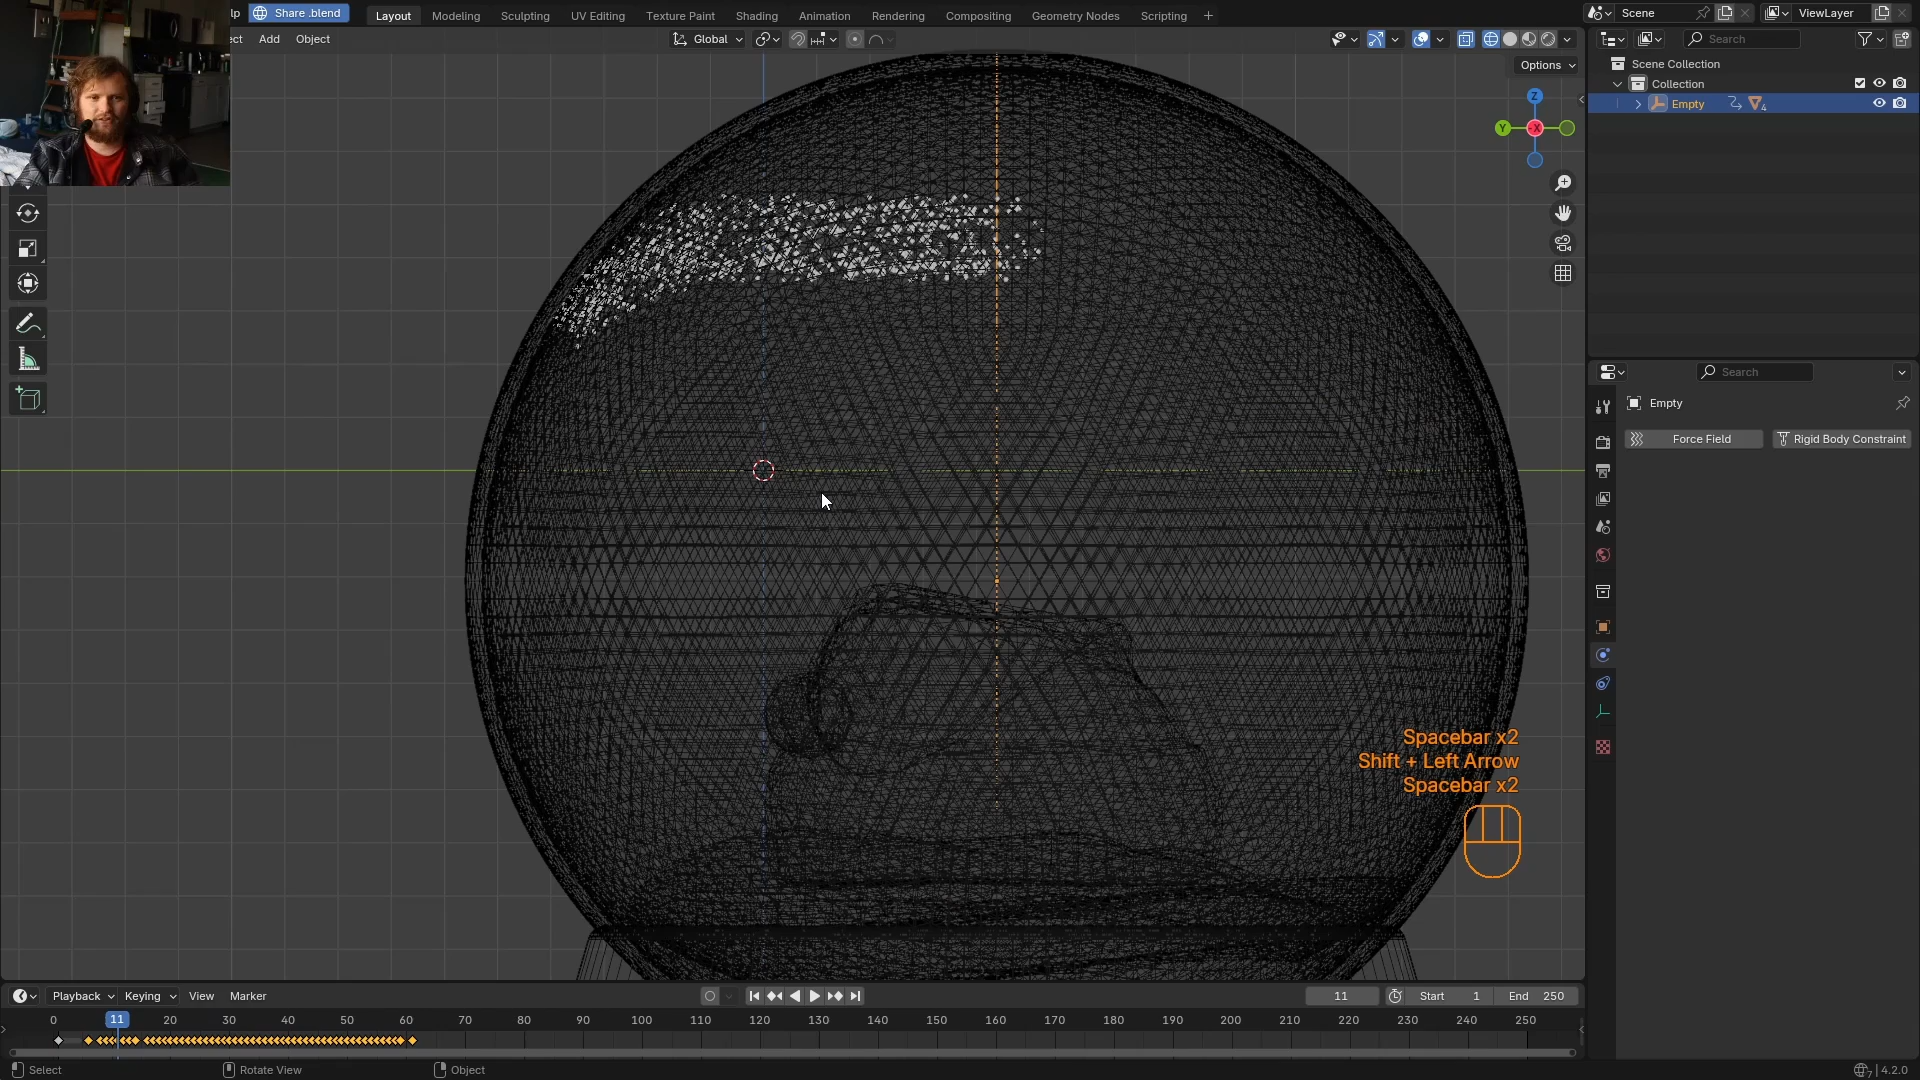 lp Share .blend Layout Modeling Sculpting UV Editing Texture Paint Shading Animation Rendering Compositing Geometry Nodes Scripting + Scene ViewLayer
ect Add Object Global Search
Options
Scene Collection
Collection
Empty 4
Z
Y -X
Search
Empty
Force Field Rigid Body Constraint
Spacebar x2
Shift + Left Arrow
Spacebar x2
Playback Keying View Marker 11 Start 1 End 250
0 11 20 30 40 50 60 70 80 90 100 110 120 130 140 150 160 170 180 190 200 210 220 230 240 250
Select Rotate View Object 7 4.2.0